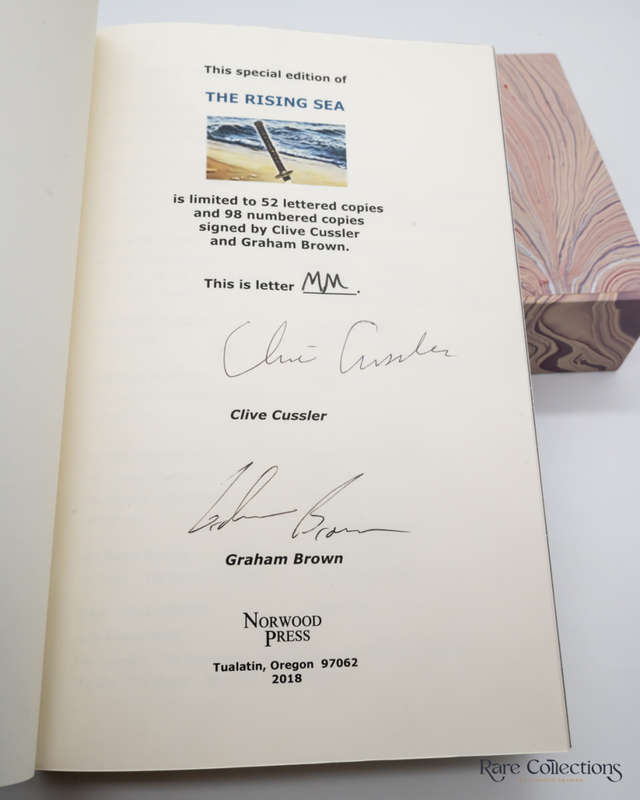 This special edition of
THE RISING SEA
is limited to 52 lettered copies
and 98 numbered copies
signed by Clive Cussler
and Graham Brown.
This is letter MM.
Clive Cussler
Clive Cussler
Graham Brown
Graham Brown
NORWOOD
PRESS
Tualatin, Oregon 97062
2018
Rare Collections